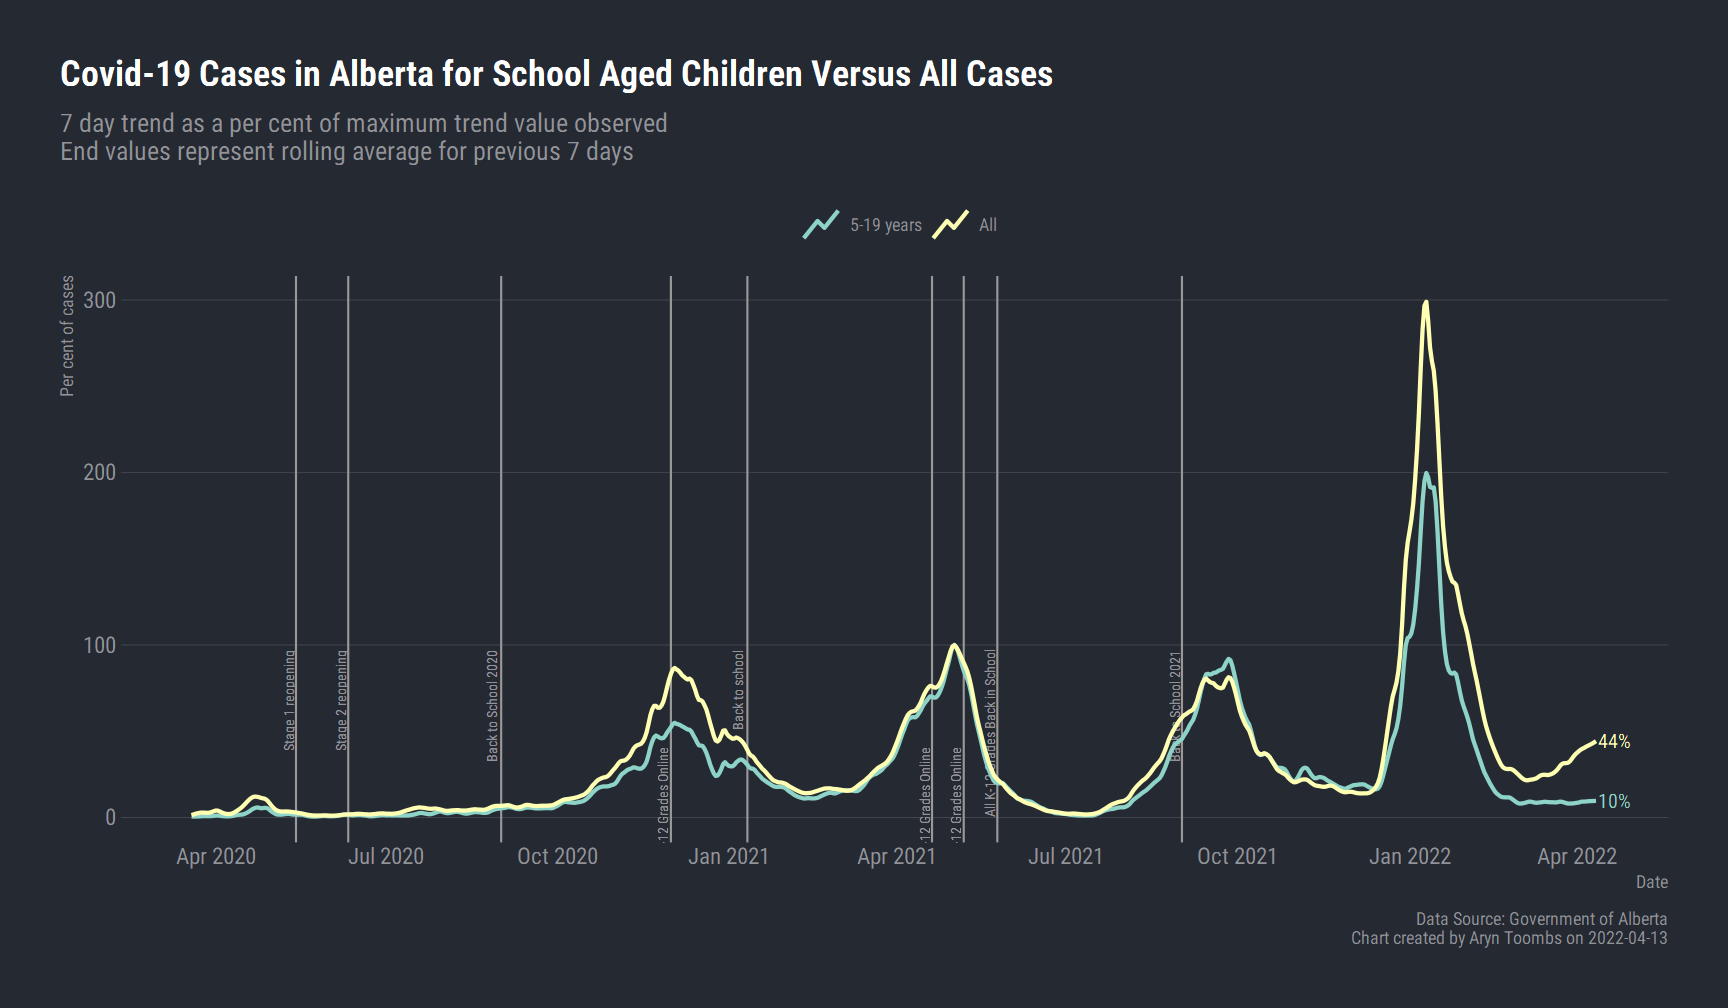 Covid-19 Cases in Alberta for School Aged Children Versus All Cases
7 day trend as a per cent of maximum trend value observed
End values represent rolling average for previous 7 days
5-19 years
All
Per cent of cases
300
200
100
0
Stage 1 reopening
Stage 2 reopening
Back to School 2020
12 Grades Online
Back to school
12 Grades Online
12 Grades Online
All K-12 Grades Back in School
Back to School 2021
44%
10%
Apr 2020
Jul 2020
Oct 2020
Jan 2021
Apr 2021
Jul 2021
Oct 2021
Jan 2022
Apr 2022
Date
Data Source: Government of Alberta
Chart created by Aryn Toombs on 2022-04-13